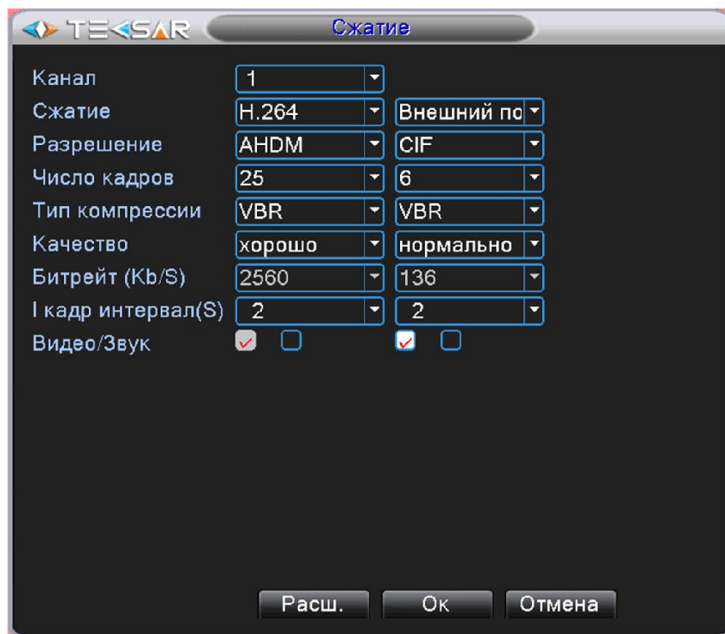 TEKSAR Сжатие
Канал 1
Сжатие H.264 Внешний по
Разрешение AHDM CIF
Число кадров 25 6
Тип компрессии VBR VBR
Качество хорошо нормально
Битрейт (Kb/S) 2560 136
I кадр интервал(S) 2 2
Видео/Звук
Расш. Ок Отмена